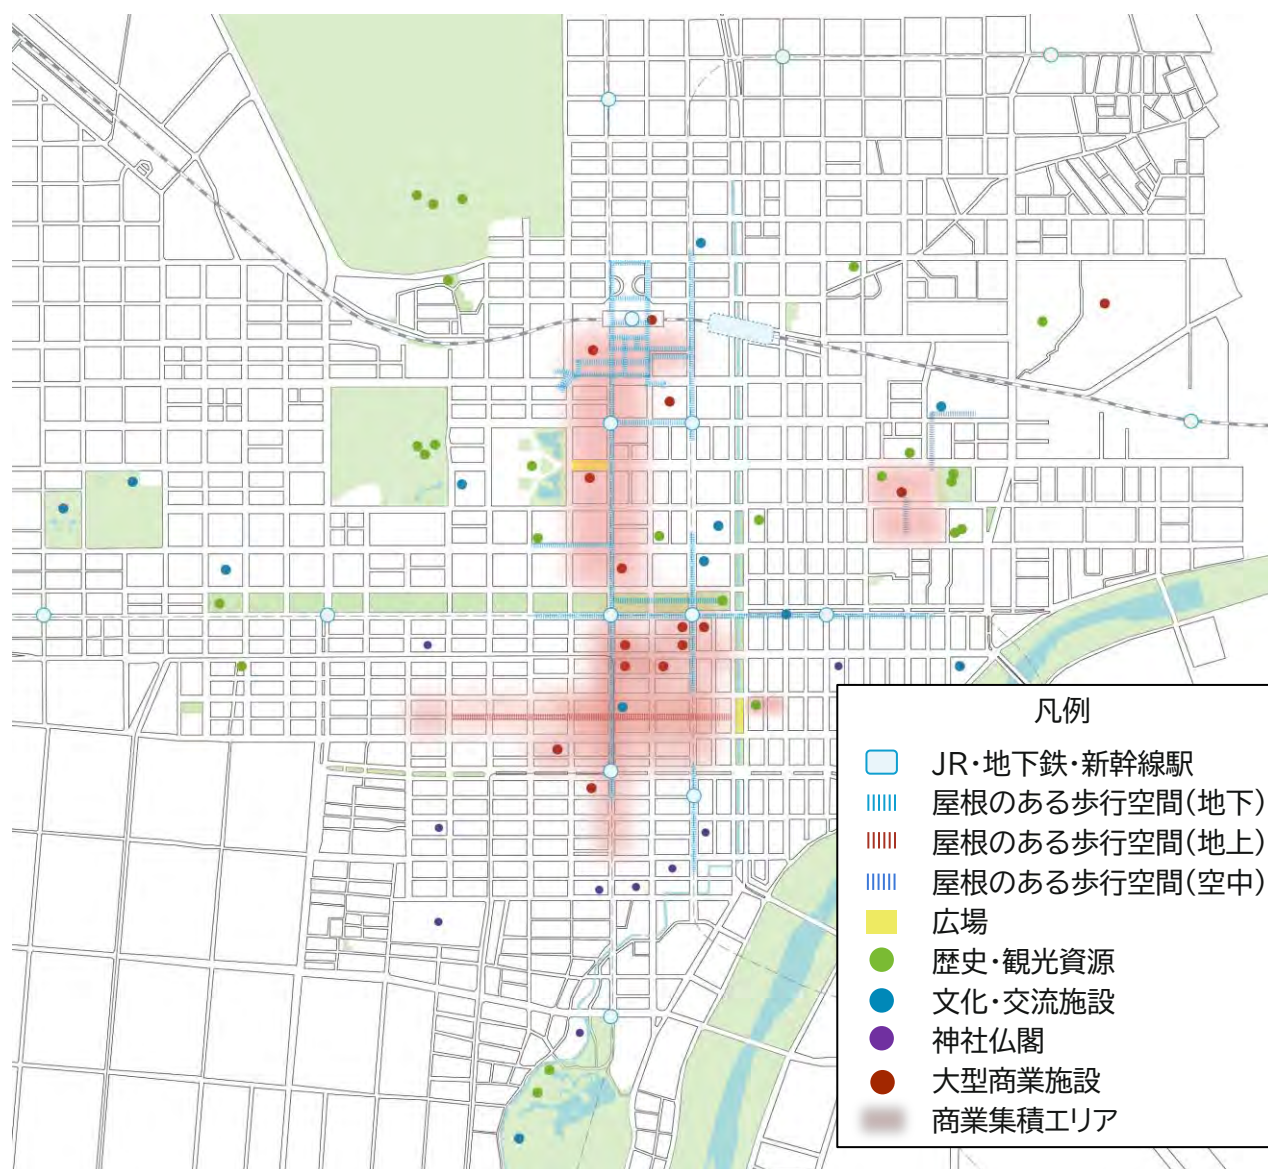 凡例
JR・地下鉄・新幹線駅
屋根のある歩行空間(地下)
屋根のある歩行空間(地上)
屋根のある歩行空間(空中)
広場
歴史・観光資源
文化・交流施設
神社仏閣
大型商業施設
商業集積エリア